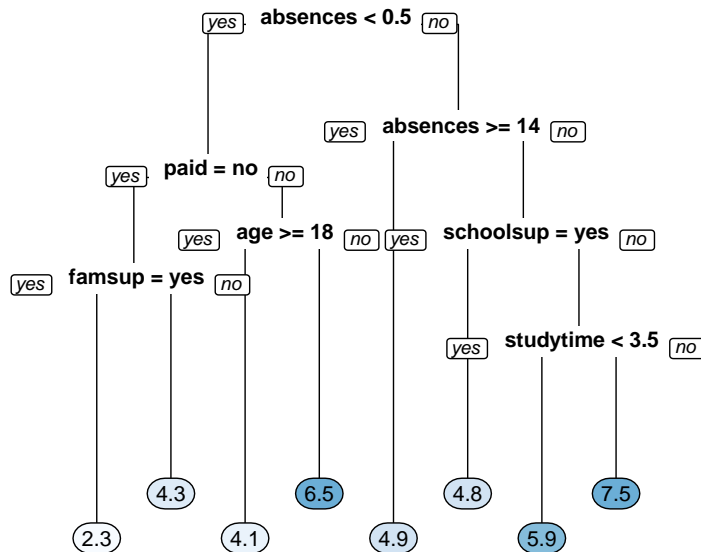 yes absences < 0.5 no
yes absences >= 14 no
yes paid = no no
yes age >= 18 no
yes schoolsup = yes no
yes famsup = yes no
yes studytime < 3.5 no
4.3 6.5 4.8 7.5
2.3 4.1 4.9 5.9